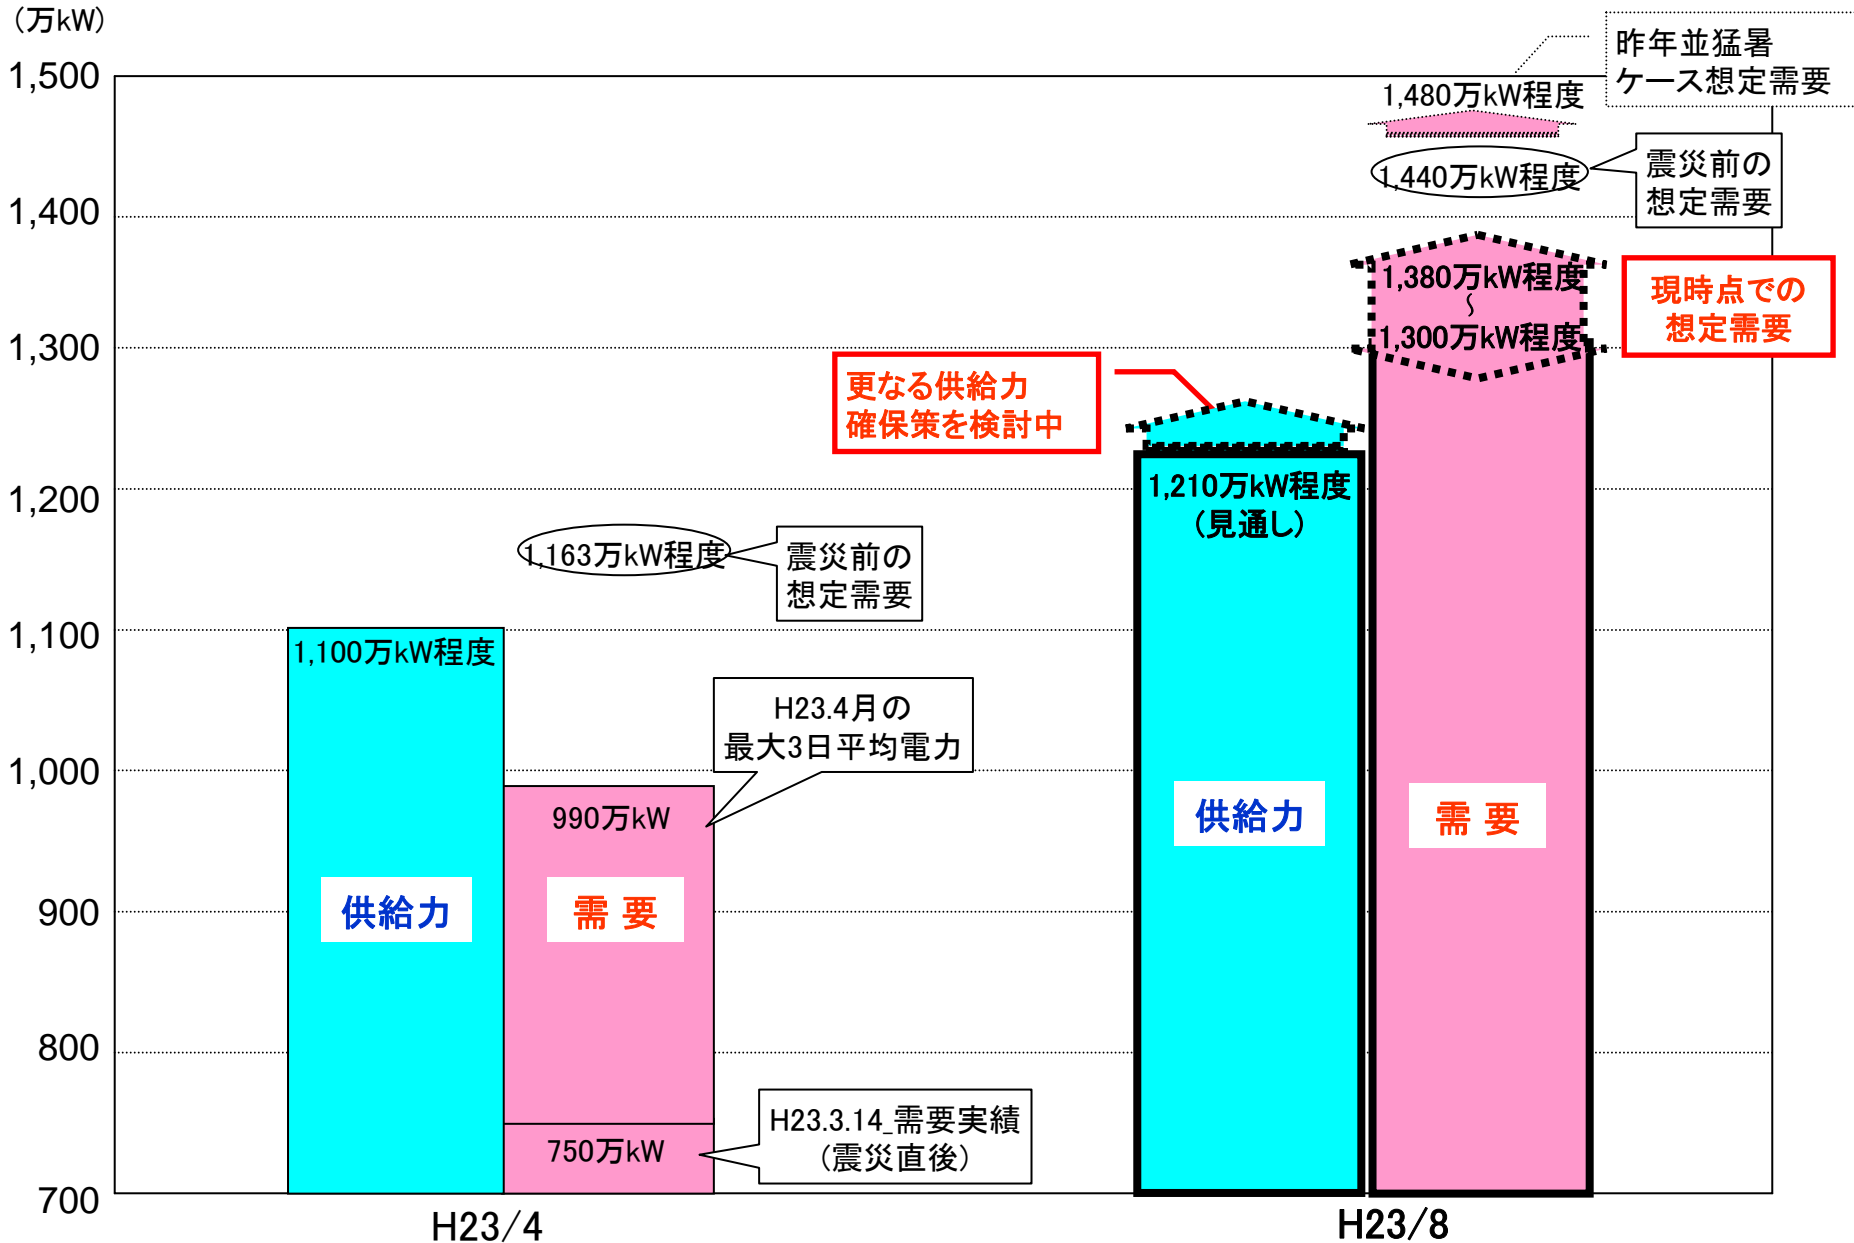 (万kW)
1,500
1,400
1,300
1,200
1,100
1,000
900
800
700
昨年並猛暑
ケース想定需要
1,480万kW程度
1,440万kW程度
震災前の
想定需要
1,380万kW程度
~
1,300万kW程度
現時点での
想定需要
更なる供給力
確保策を検討中
1,210万kW程度
(見通し)
1,163万kW程度
震災前の
想定需要
1,100万kW程度
H23.4月の
最大3日平均電力
990万kW
供給力
需 要
供給力
需 要
750万kW
H23.3.14_需要実績
(震災直後)
H23/4
H23/8